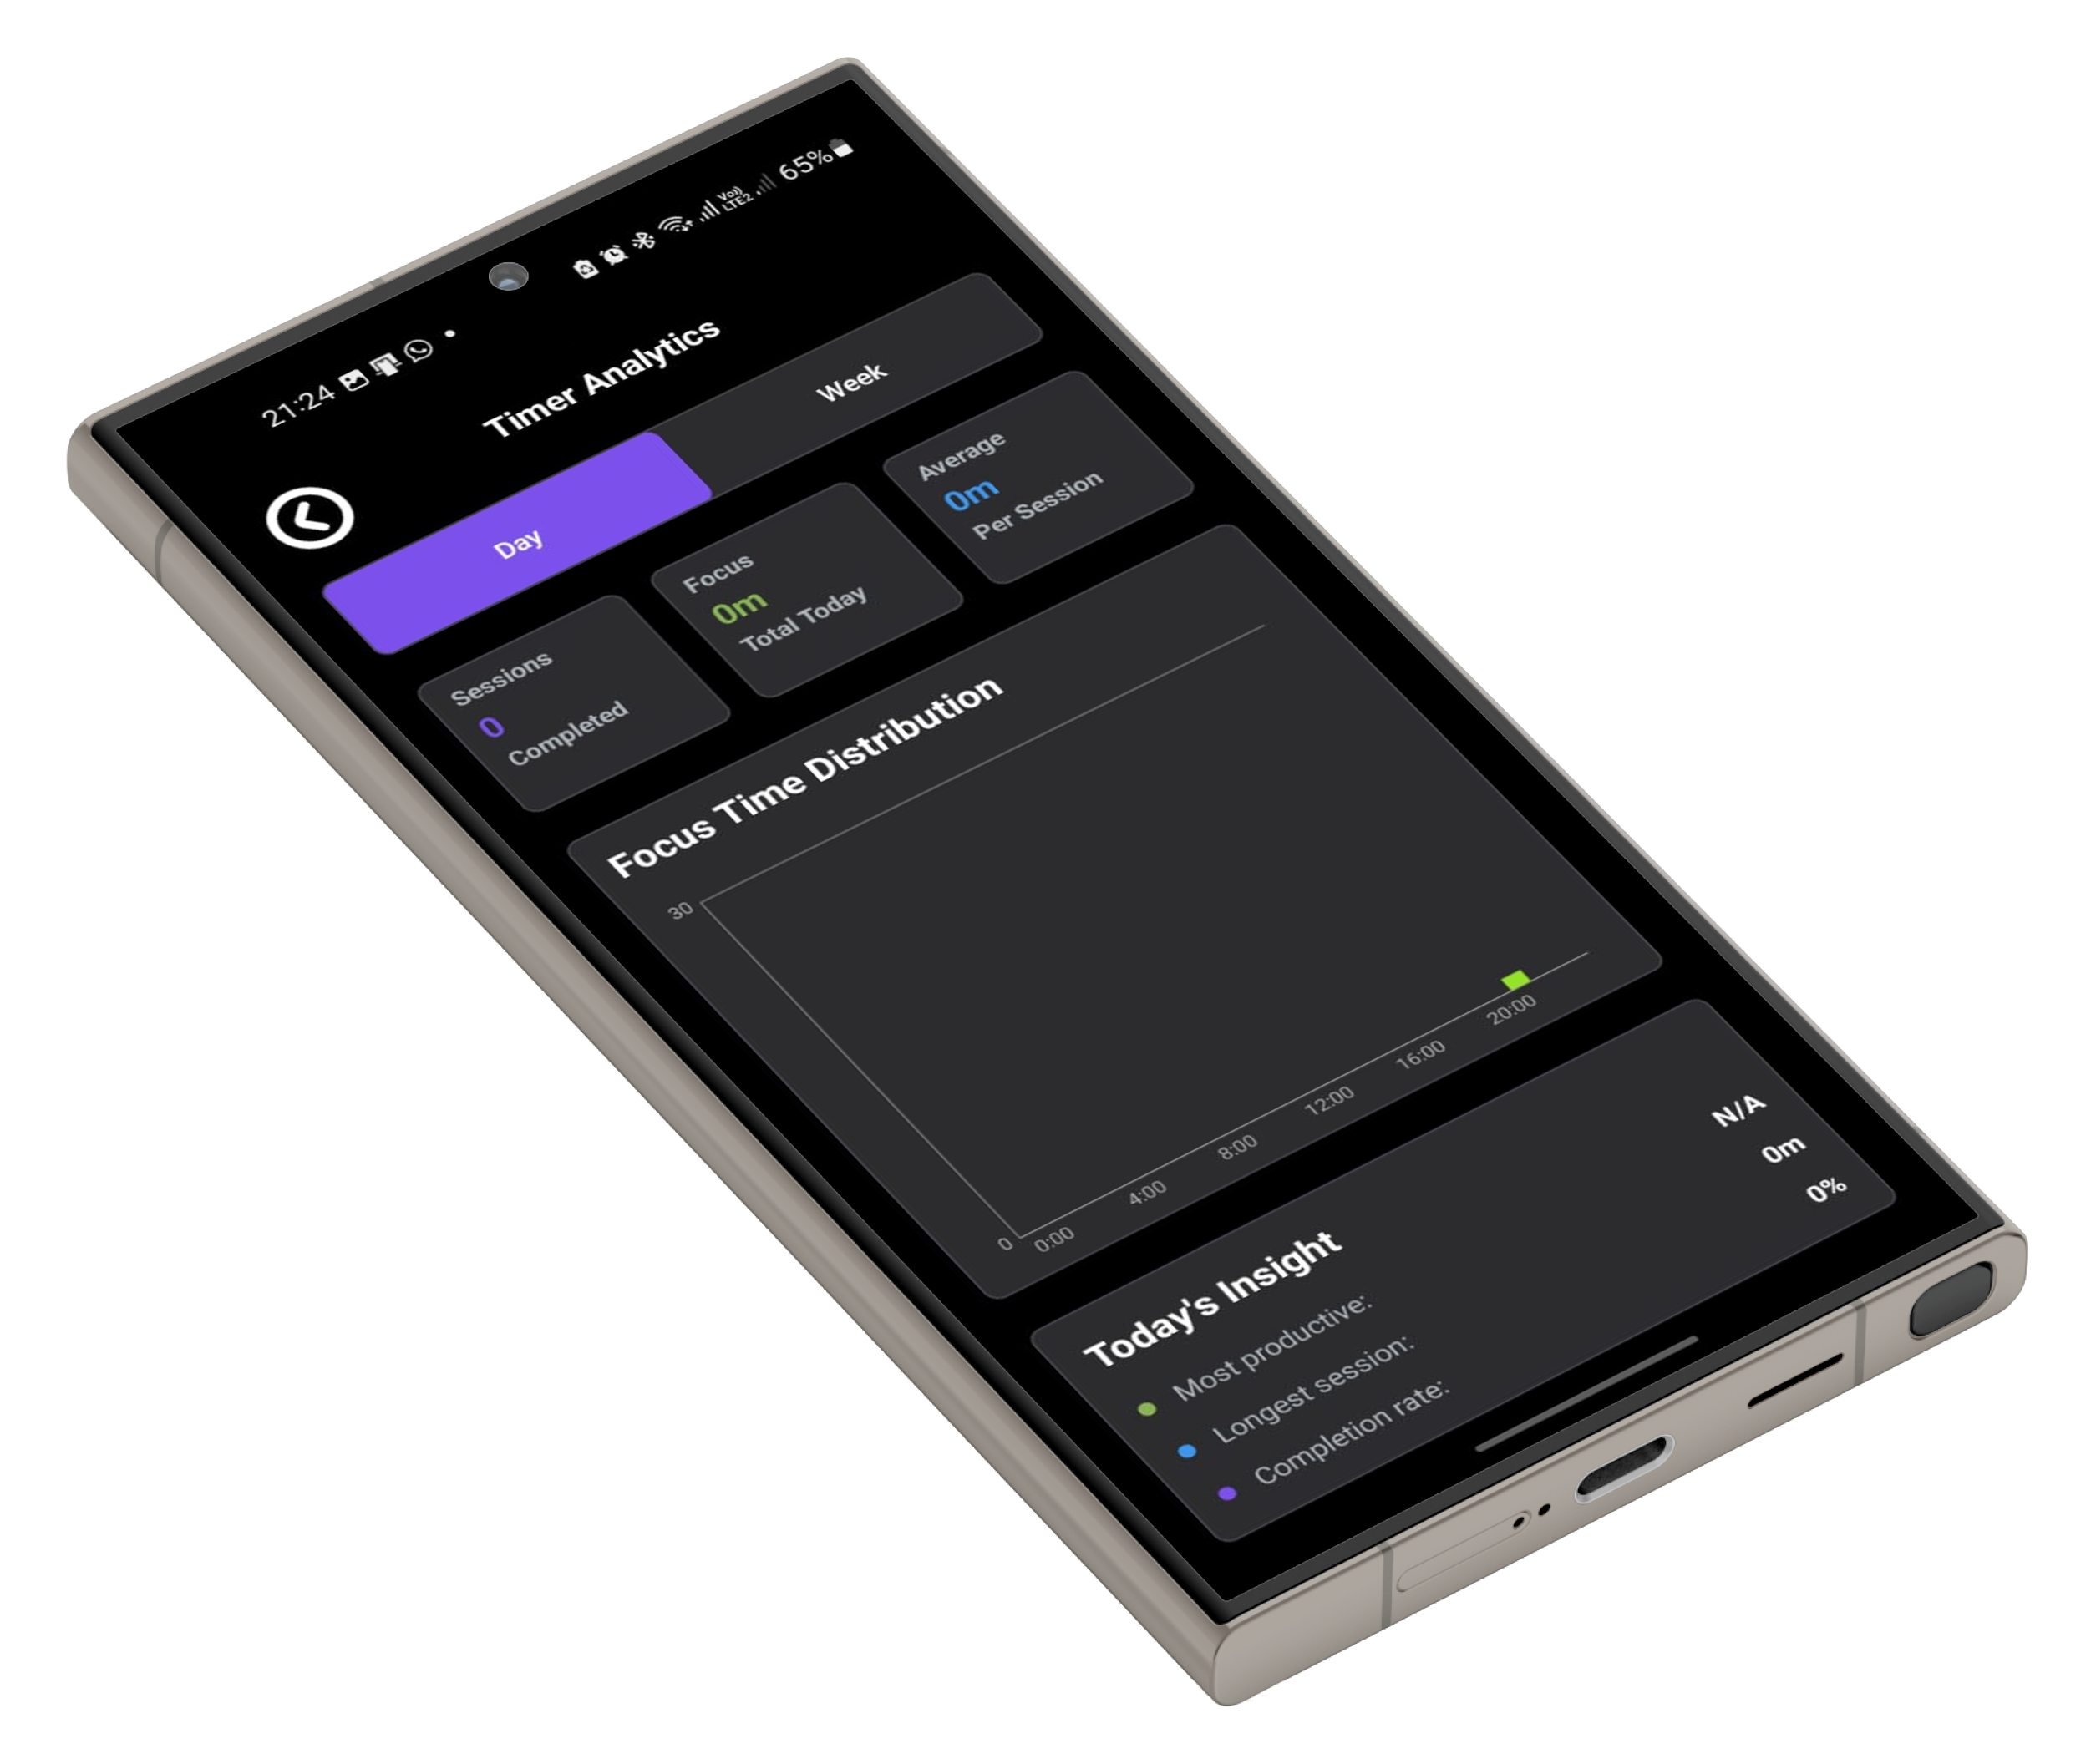 21:24
Vo))
LTE2
65%
Timer Analytics
Day
Week
Sessions
0
Completed
Focus
0m
Total Today
Average
0m
Per Session
Focus Time Distribution
30
0
0:00
4:00
8:00
12:00
16:00
20:00
Today's Insight
Most productive: N/A
Longest session: 0m
Completion rate: 0%